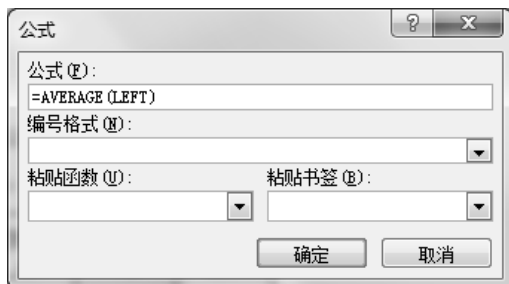 公式
公式(F):
=AVERAGE(LEFT)
编号格式(N):
粘贴函数(U): 粘贴书签(B):
确定 取消